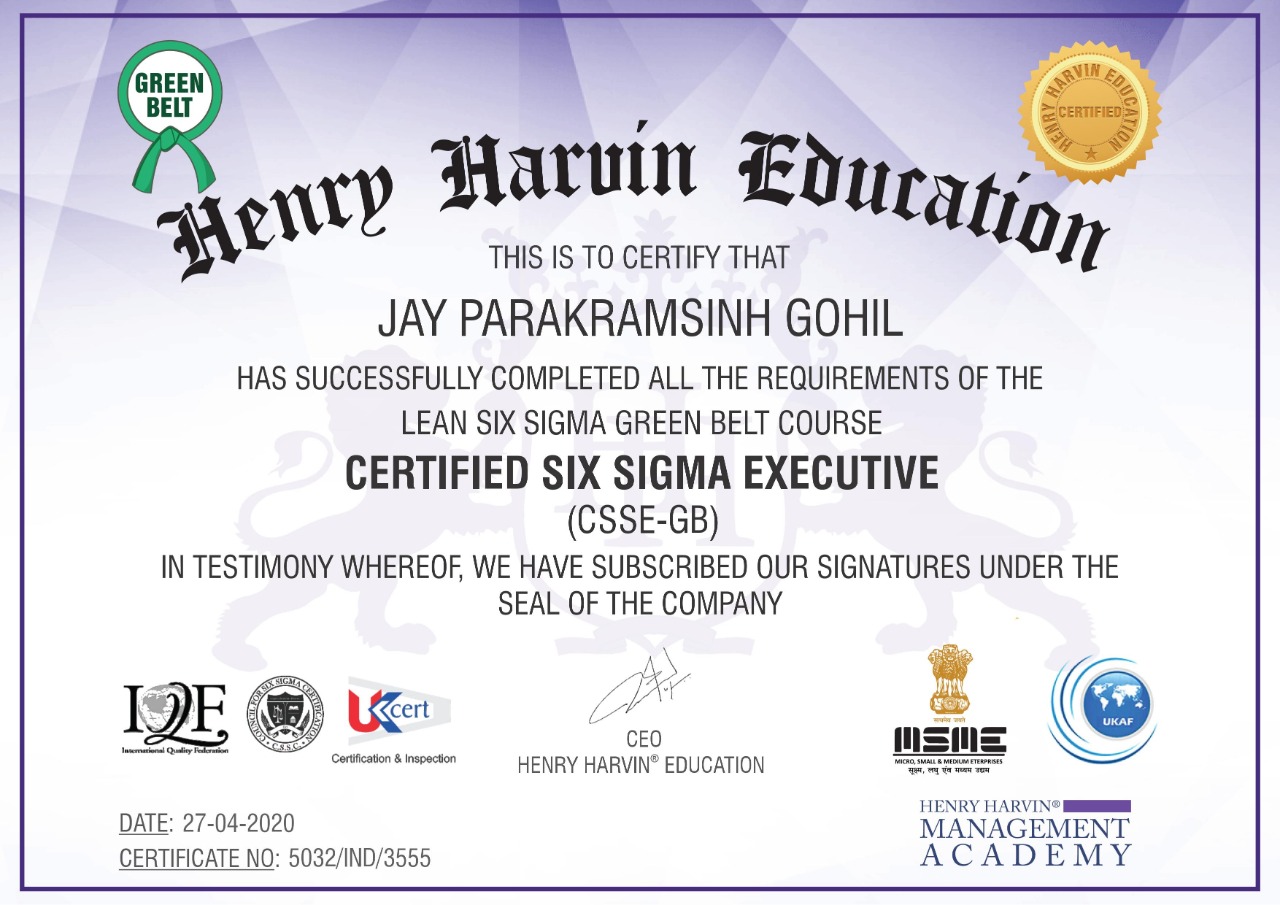 GREEN
BELT
HENRY HARVIN EDUCATION
CERTIFIED
Henry Harvin Education
THIS IS TO CERTIFY THAT
JAY PARAKRAMSINH GOHIL
HAS SUCCESSFULLY COMPLETED ALL THE REQUIREMENTS OF THE
LEAN SIX SIGMA GREEN BELT COURSE
CERTIFIED SIX SIGMA EXECUTIVE
(CSSE-GB)
IN TESTIMONY WHEREOF, WE HAVE SUBSCRIBED OUR SIGNATURES UNDER THE
SEAL OF THE COMPANY
IQF
International Quality Federation
COUNCIL FOR SIX SIGMA CERTIFICATION
C.S.S.C.
UKcert
Certification & Inspection
CEO
HENRY HARVIN® EDUCATION
सत्यमेव जयते
MSME
MICRO, SMALL & MEDIUM ETERPRISES
सूक्ष्म, लघु एंव मध्यम उद्यम
UKAF
DATE: 27-04-2020
CERTIFICATE NO: 5032/IND/3555
HENRY HARVIN®
MANAGEMENT
ACADEMY